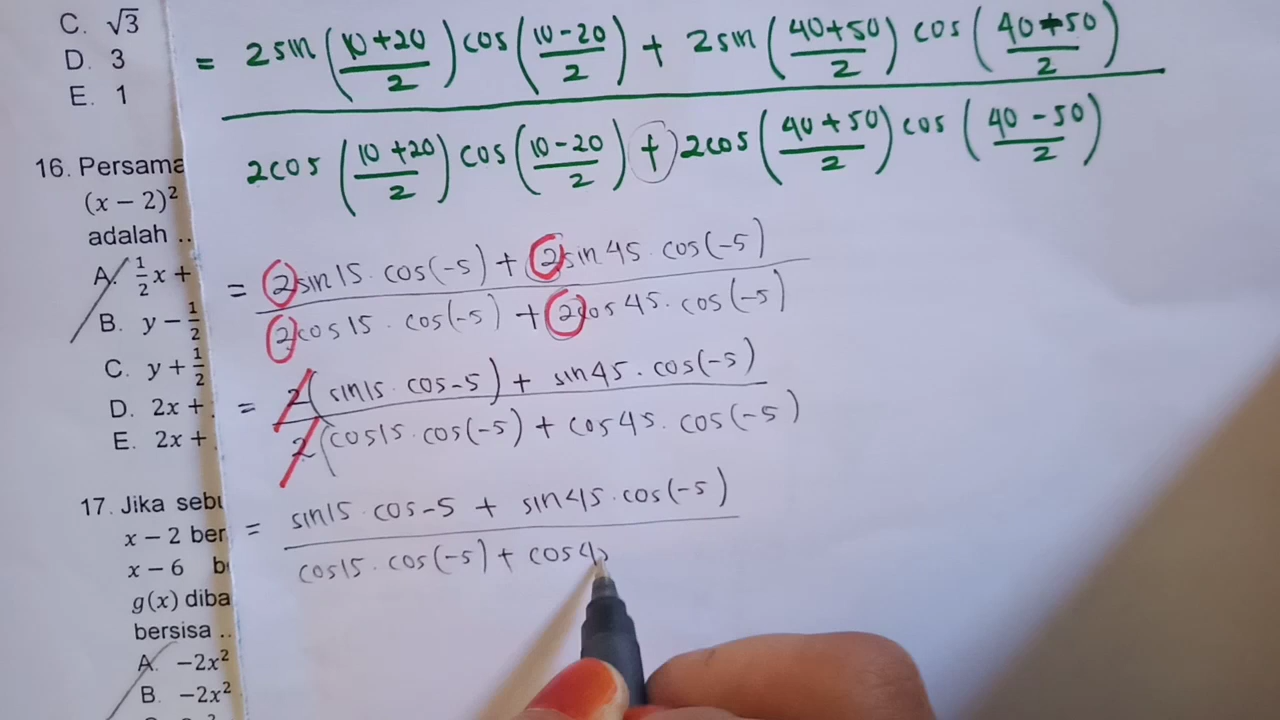 C. √3
D. 3
E. 1
= (2sin((10+20)/2)cos((10-20)/2) + 2sin((40+50)/2) cos((40-50)/2)) / (2cos((10+20)/2)cos((10-20)/2) + 2cos((40+50)/2) cos((40-50)/2))
16. Persama
(x − 2)²
adalah ..
A. 1/2 x +
B. y − 1/2
C. y + 1/2
D. 2x +
E. 2x +
= (2sin15 · cos(-5) + 2sin45 · cos(-5)) / (2cos15 · cos(-5) + 2cos45 · cos(-5))
= 2(sin15 · cos-5) + sin45 · cos(-5) / 2(cos15 · cos(-5) + cos45 · cos(-5)
= sin15 · cos-5 + sin45 · cos(-5) / cos15 · cos(-5) + cos4
17. Jika seb
x − 2 ber
x − 6 b
g(x) diba
bersisa ..
A. −2x²
B. −2x²